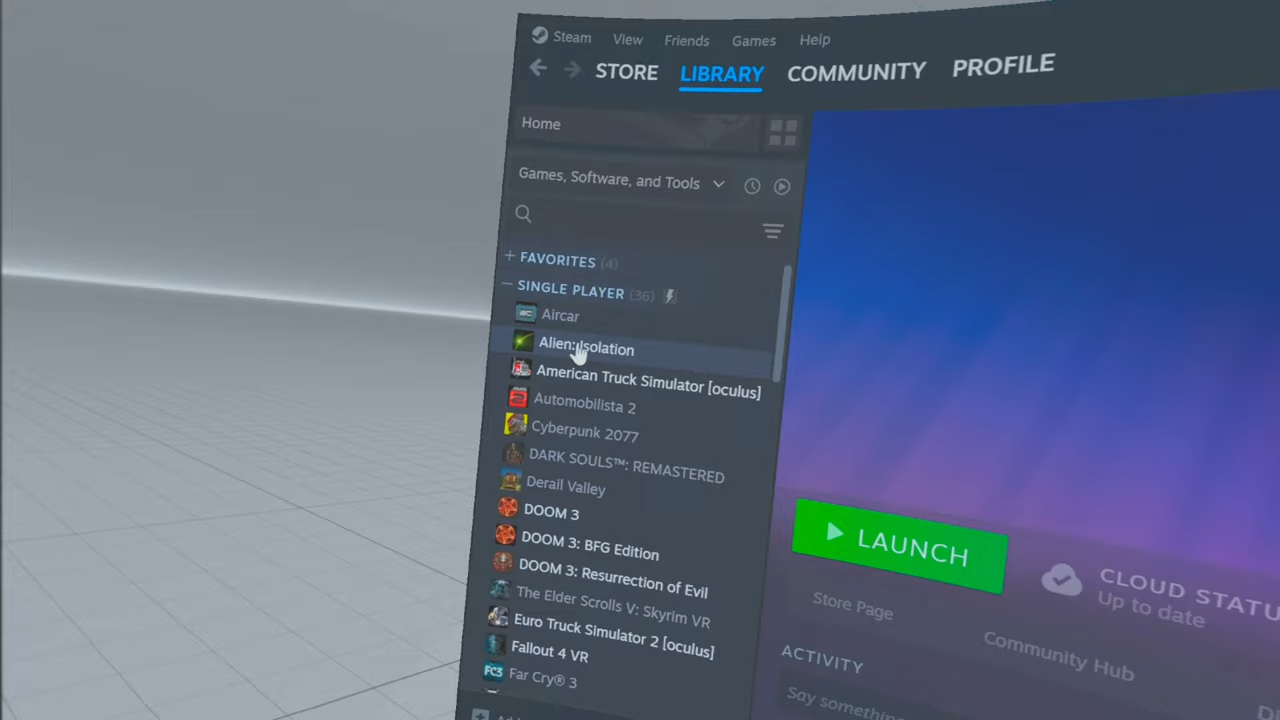 Steam View Friends Games Help
STORE LIBRARY COMMUNITY PROFILE
Home
Games, Software, and Tools
+ FAVORITES (4)
− SINGLE PLAYER (36)
Aircar
Alien: Isolation
American Truck Simulator [oculus]
Automobilista 2
Cyberpunk 2077
DARK SOULS™: REMASTERED
Derail Valley
DOOM 3
DOOM 3: BFG Edition
DOOM 3: Resurrection of Evil
The Elder Scrolls V: Skyrim VR
Euro Truck Simulator 2 [oculus]
Fallout 4 VR
FC3 Far Cry® 3
LAUNCH
CLOUD STATU
Up to date
Store Page Community Hub
ACTIVITY
Say something